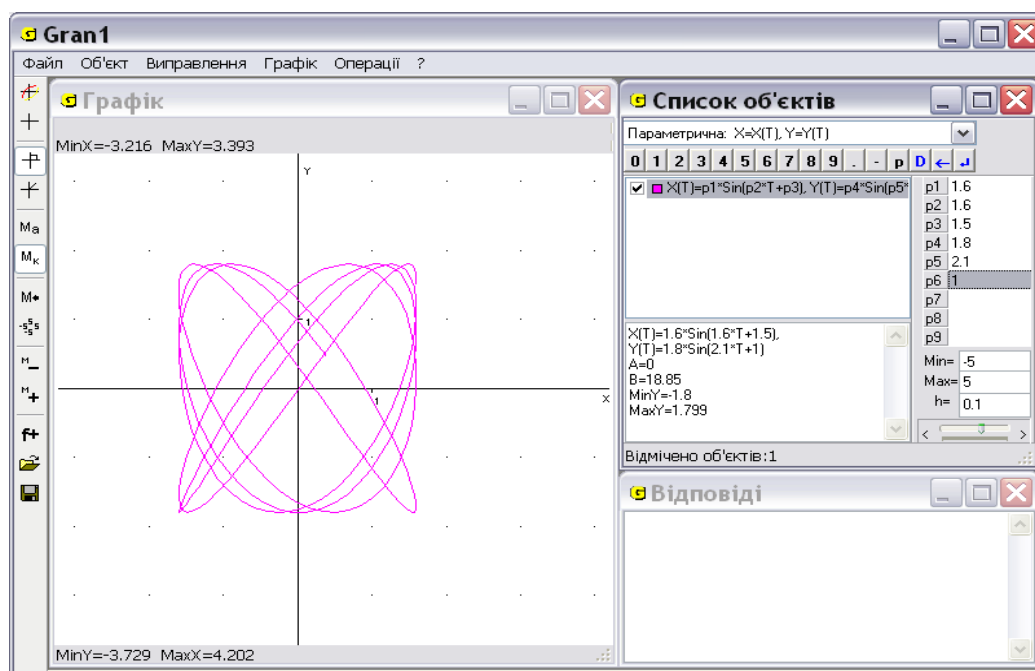 Gran1
Файл Об'єкт Виправлення Графік Операції ?
Графік
MinX=-3.216 MaxY=3.393
Y
1
1
X
MinY=-3.729 MaxX=4.202
Ma
Mк
M*
-5 5 5 s
M –
M +
f+
Список об'єктів
Параметрична: X=X(T), Y=Y(T)
0 1 2 3 4 5 6 7 8 9 . - p D ← ↲
X(T)=p1*Sin(p2*T+p3), Y(T)=p4*Sin(p5*
p1 1.6
p2 1.6
p3 1.5
p4 1.8
p5 2.1
p6 1
p7
p8
p9
X(T)=1.6*Sin(1.6*T+1.5),
Y(T)=1.8*Sin(2.1*T+1)
A=0
B=18.85
MinY=-1.8
MaxY=1.799
Min= -5
Max= 5
h= 0.1
< >
Відмічено об'єктів:1
Відповіді